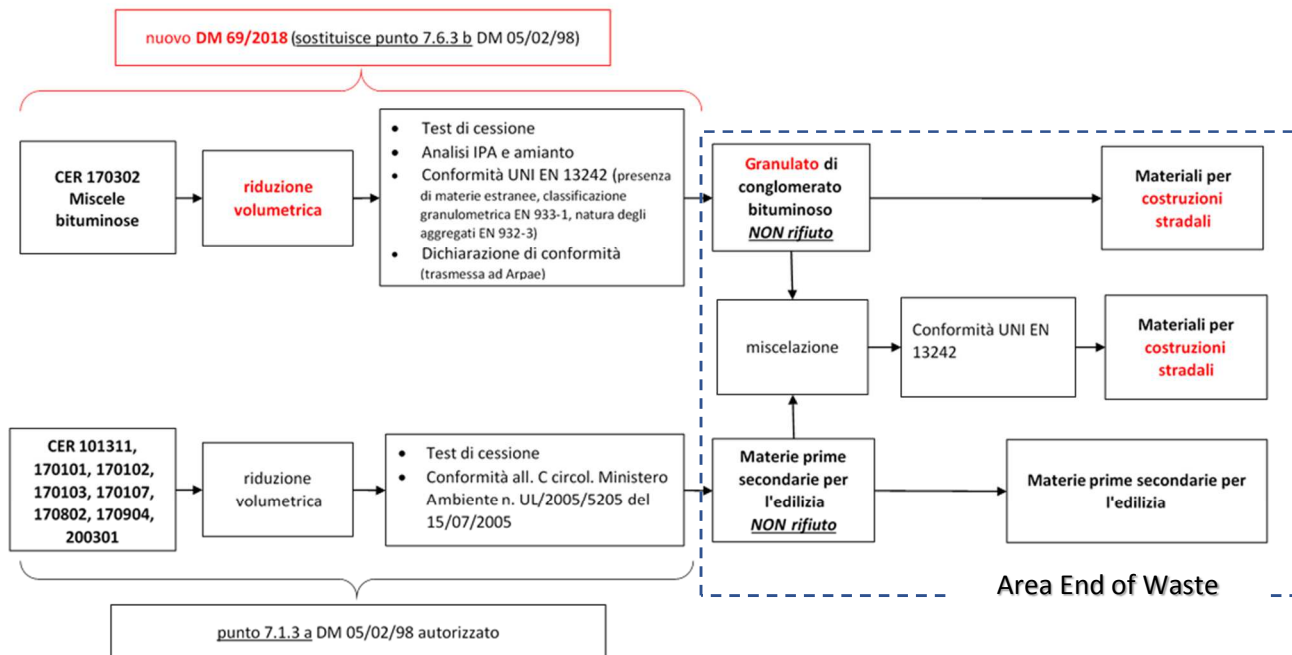 nuovo DM 69/2018 (sostituisce punto 7.6.3 b DM 05/02/98)
CER 170302
Miscele
bituminose
riduzione
volumetrica
• Test di cessione
• Analisi IPA e amianto
• Conformità UNI EN 13242 (presenza
di materie estranee, classificazione
granulometrica EN 933-1, natura degli
aggregati EN 932-3)
• Dichiarazione di conformità
(trasmessa ad Arpae)
Granulato di
conglomerato
bituminoso
NON rifiuto
Materiali per
costruzioni
stradali
miscelazione
Conformità UNI EN
13242
Materiali per
costruzioni
stradali
CER 101311,
170101, 170102,
170103, 170107,
170802, 170904,
200301
riduzione
volumetrica
• Test di cessione
• Conformità all. C circol. Ministero
Ambiente n. UL/2005/5205 del
15/07/2005
Materie prime
secondarie per
l'edilizia
NON rifiuto
Materie prime secondarie per
l'edilizia
Area End of Waste
punto 7.1.3 a DM 05/02/98 autorizzato